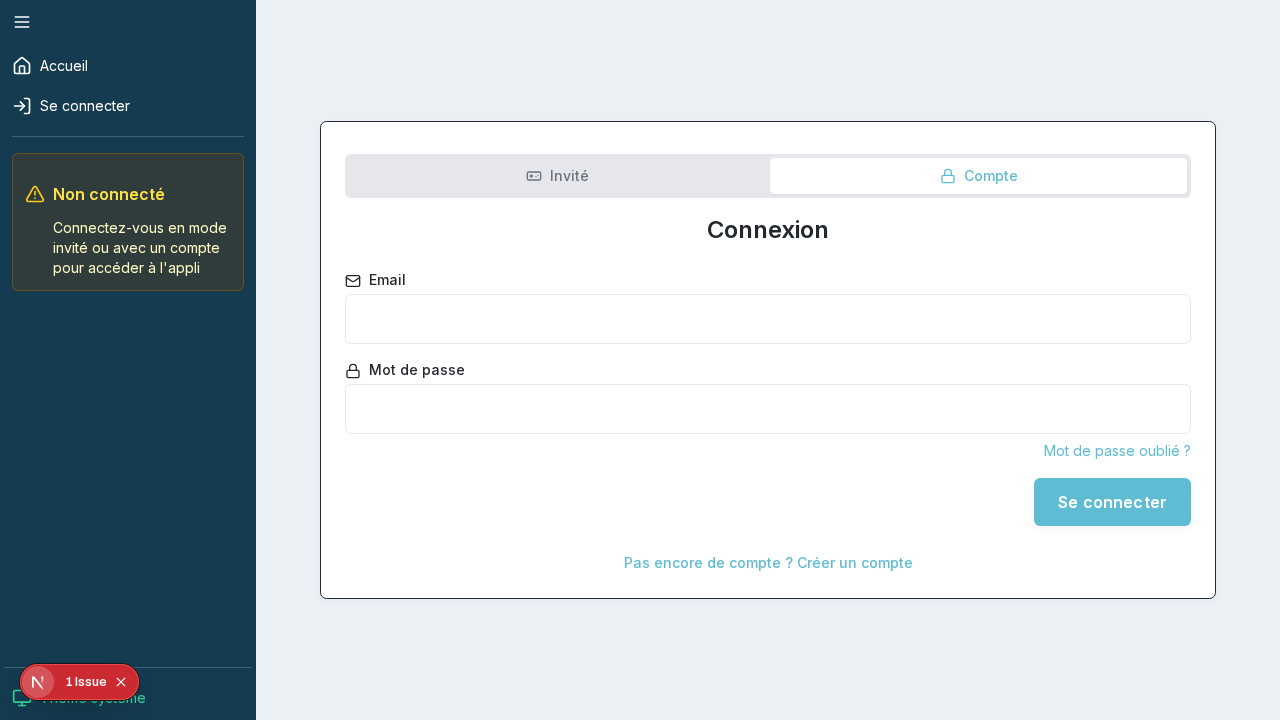 Accueil
Se connecter
Non connecté
Connectez-vous en mode
invité ou avec un compte
pour accéder à l'appli
Invité
Compte
Connexion
Email
Mot de passe
Mot de passe oublié ?
Se connecter
Pas encore de compte ? Créer un compte
N
1 Issue
système